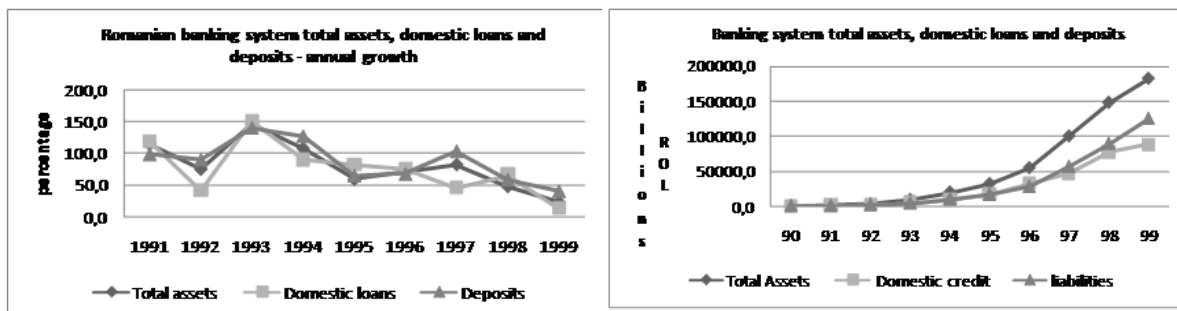 Romanian banking system total assets, domestic loans and
deposits - annual growth
percentage
200,0
150,0
100,0
50,0
0,0
1991 1992 1993 1994 1995 1996 1997 1998 1999
Total assets Domestic loans Deposits
Banking system total assets, domestic loans and deposits
Billions
ROL
200000,0
150000,0
100000,0
50000,0
0,0
90 91 92 93 94 95 96 97 98 99
Total Assets Domestic credit liabilities